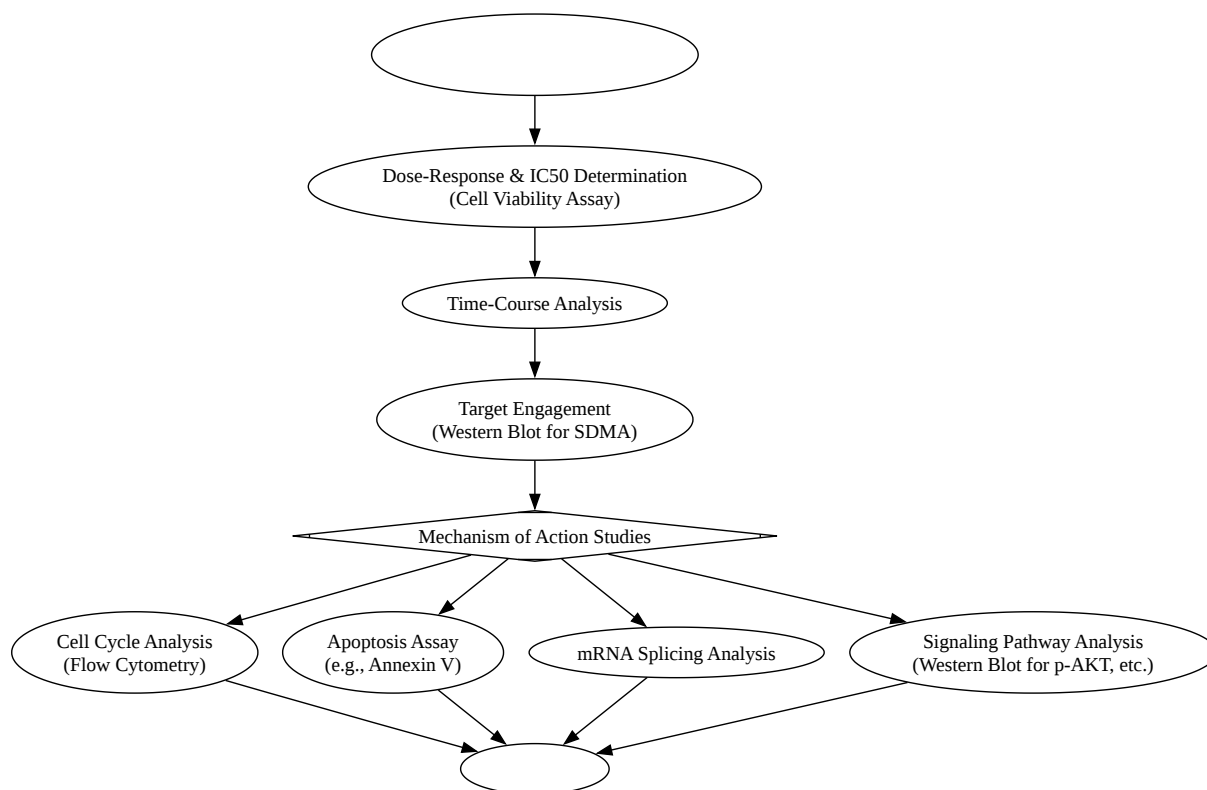 Dose-Response & IC50 Determination
(Cell Viability Assay)
Time-Course Analysis
Target Engagement
(Western Blot for SDMA)
Mechanism of Action Studies
Cell Cycle Analysis
(Flow Cytometry)
Apoptosis Assay
(e.g., Annexin V)
mRNA Splicing Analysis
Signaling Pathway Analysis
(Western Blot for p-AKT, etc.)